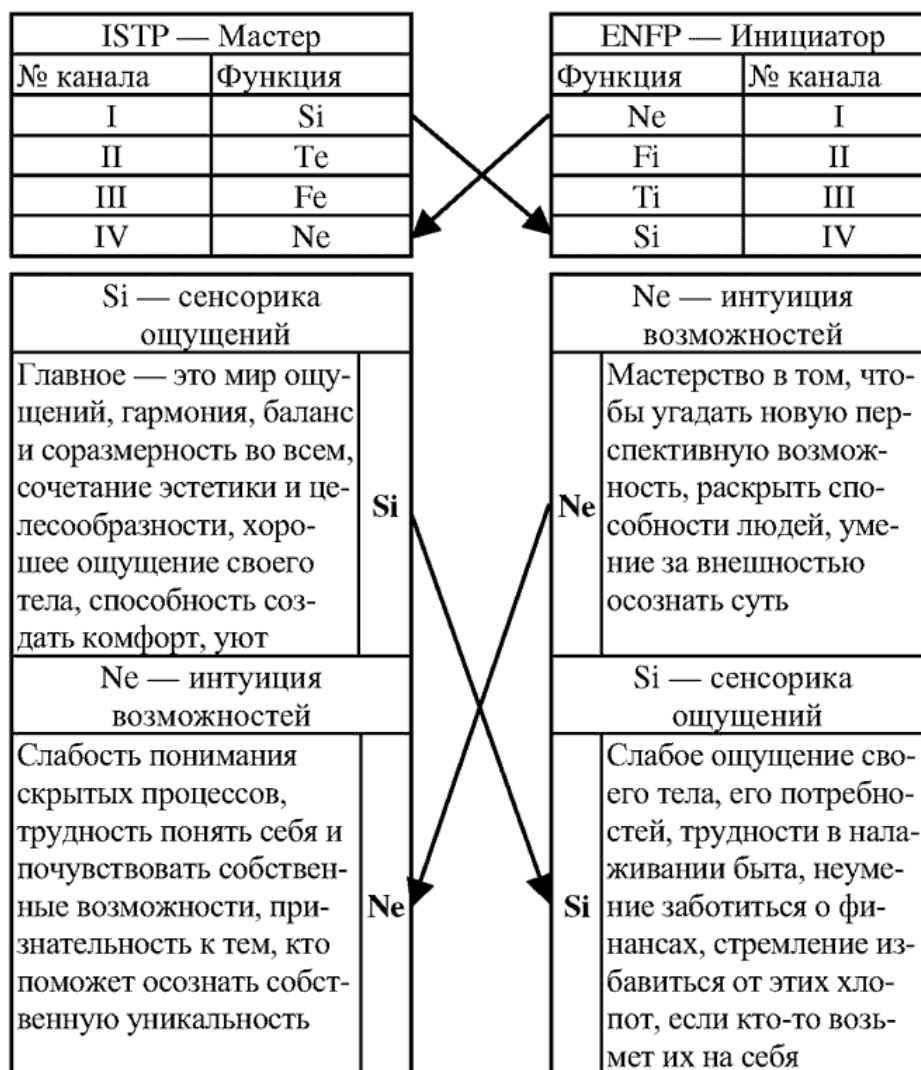 ISTP — Мастер
№ канала Функция
I Si
II Te
III Fe
IV Ne
ENFP — Инициатор
Функция № канала
Ne I
Fi II
Ti III
Si IV
Si — сенсорика
ощущений
Главное — это мир ощу-
щений, гармония, баланс
и соразмерность во всем,
сочетание эстетики и це-
лесообразности, хоро-
шее ощущение своего
тела, способность соз-
дать комфорт, уют
Si
Ne — интуиция
возможностей
Слабость понимания
скрытых процессов,
трудность понять себя и
почувствовать собствен-
ные возможности, при-
знательность к тем, кто
поможет осознать собст-
венную уникальность
Ne
Ne — интуиция
возможностей
Ne
Мастерство в том, что-
бы угадать новую пер-
спективную возмож-
ность, раскрыть спо-
собности людей, уме-
ние за внешностью
осознать суть
Si — сенсорика
ощущений
Si
Слабое ощущение сво-
его тела, его потребно-
стей, трудности в нала-
живании быта, неуме-
ние заботиться о фи-
нансах, стремление из-
бавиться от этих хло-
пот, если кто-то возь-
мет их на себя